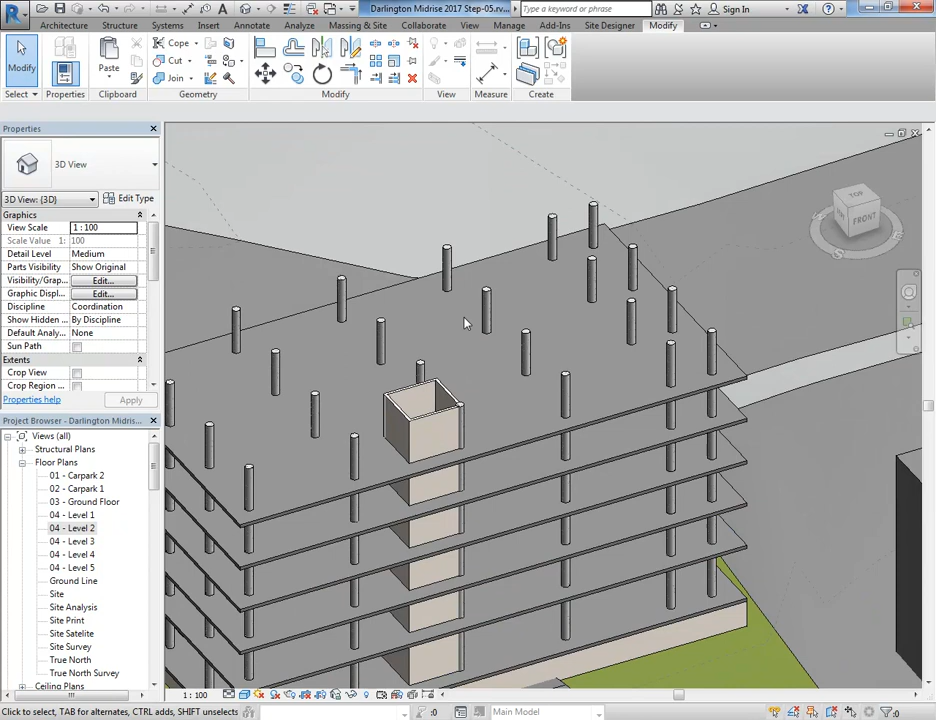 Darlington Midrise 2017 Step-05.rv...
Type a keyword or phrase
Sign In
Architecture Structure Systems Insert Annotate Analyze Massing & Site Collaborate View Manage Add-Ins Site Designer Modify
Modify
Paste
Cope
Cut
Join
Select Properties Clipboard Geometry Modify View Measure Create
Properties
3D View
3D View: {3D}
Edit Type
Graphics
View Scale 1 : 100
Scale Value 1: 100
Detail Level Medium
Parts Visibility Show Original
Visibility/Grap... Edit...
Graphic Displ... Edit...
Discipline Coordination
Show Hidden ... By Discipline
Default Analy... None
Sun Path
Extents
Crop View
Crop Region ...
Properties help
Apply
Project Browser - Darlington Midris...
Views (all)
Structural Plans
Floor Plans
01 - Carpark 2
02 - Carpark 1
03 - Ground Floor
04 - Level 1
04 - Level 2
04 - Level 3
04 - Level 4
04 - Level 5
Ground Line
Site
Site Analysis
Site Print
Site Satelite
Site Survey
True North
True North Survey
Ceiling Plans
TOP
FRONT
1 : 100
Click to select, TAB for alternates, CTRL adds, SHIFT unselects
:0
Main Model
:0